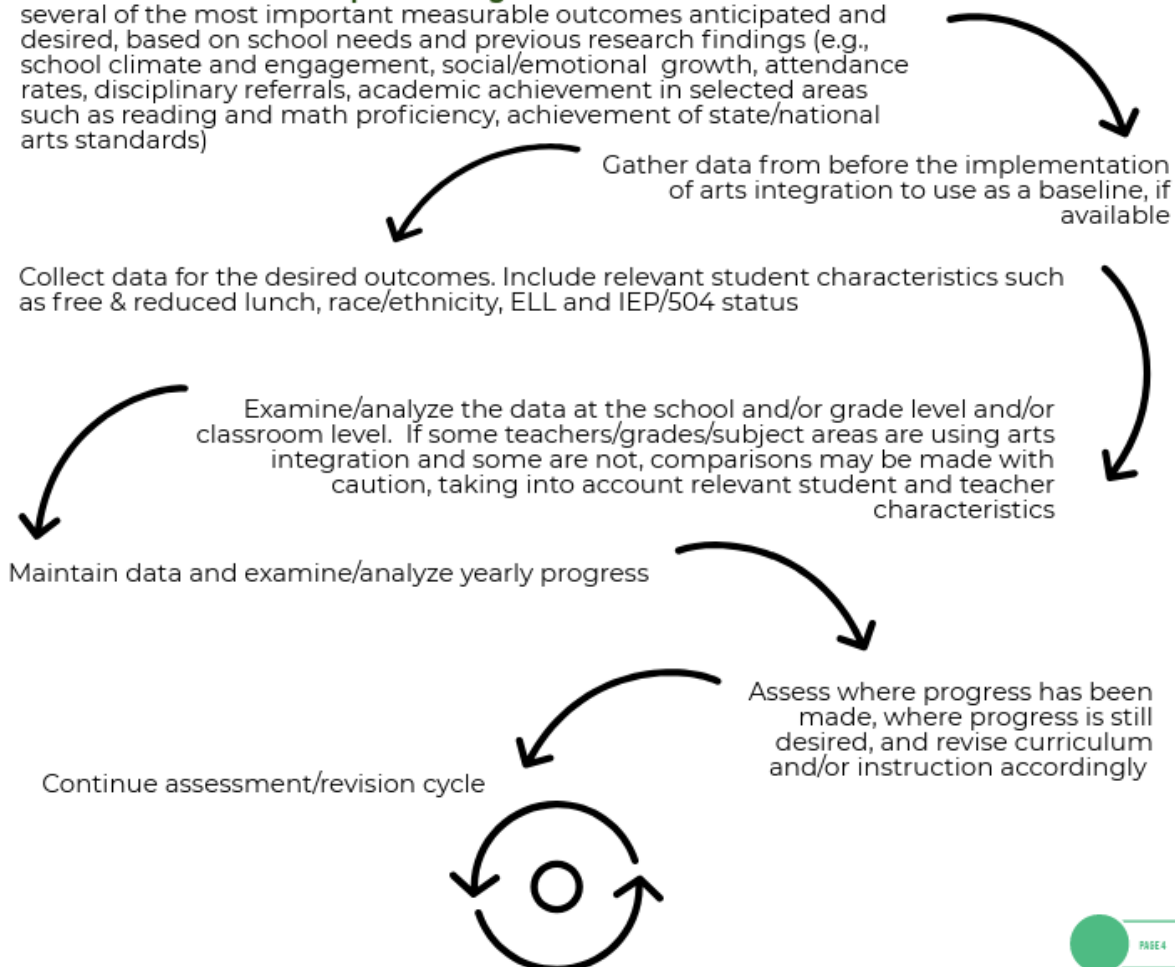 several of the most important measurable outcomes anticipated and
desired, based on school needs and previous research findings (e.g.,
school climate and engagement, social/emotional growth, attendance
rates, disciplinary referrals, academic achievement in selected areas
such as reading and math proficiency, achievement of state/national
arts standards)
Gather data from before the implementation
of arts integration to use as a baseline, if
available
Collect data for the desired outcomes. Include relevant student characteristics such
as free & reduced lunch, race/ethnicity, ELL and IEP/504 status
Examine/analyze the data at the school and/or grade level and/or
classroom level. If some teachers/grades/subject areas are using arts
integration and some are not, comparisons may be made with
caution, taking into account relevant student and teacher
characteristics
Maintain data and examine/analyze yearly progress
Assess where progress has been
made, where progress is still
desired, and revise curriculum
and/or instruction accordingly
Continue assessment/revision cycle
PAGE 4